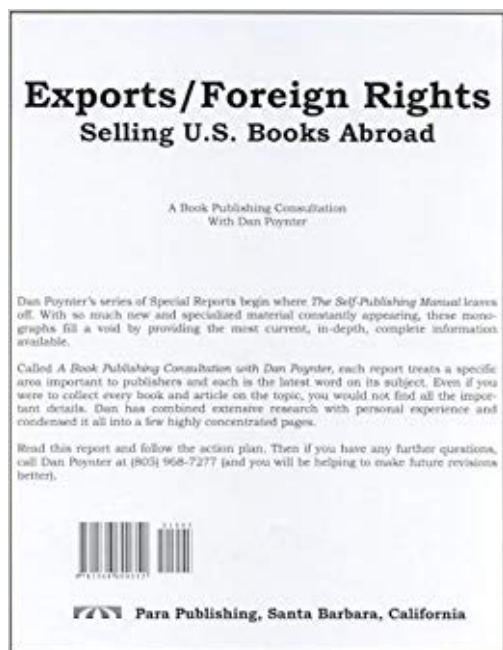 Exports/Foreign Rights
Selling U.S. Books Abroad
A Book Publishing Consultation
With Dan Poynter
Dan Poynter's series of Special Reports begin where The Self-Publishing Manual leaves
off. With so much new and specialized material constantly appearing, these mono-
graphs fill a void by providing the most current, in-depth, complete information
available.
Called A Book Publishing Consultation with Dan Poynter, each report treats a specific
area important to publishers and each is the latest word on its subject. Even if you
were to collect every book and article on the topic, you would not find all the impor-
tant details. Dan has combined extensive research with personal experience and
condensed it all into a few highly concentrated pages.
Read this report and follow the action plan. Then if you have any further questions,
call Dan Poynter at (805) 968-7277 (and you will be helping to make future revisions
better).
Para Publishing, Santa Barbara, California